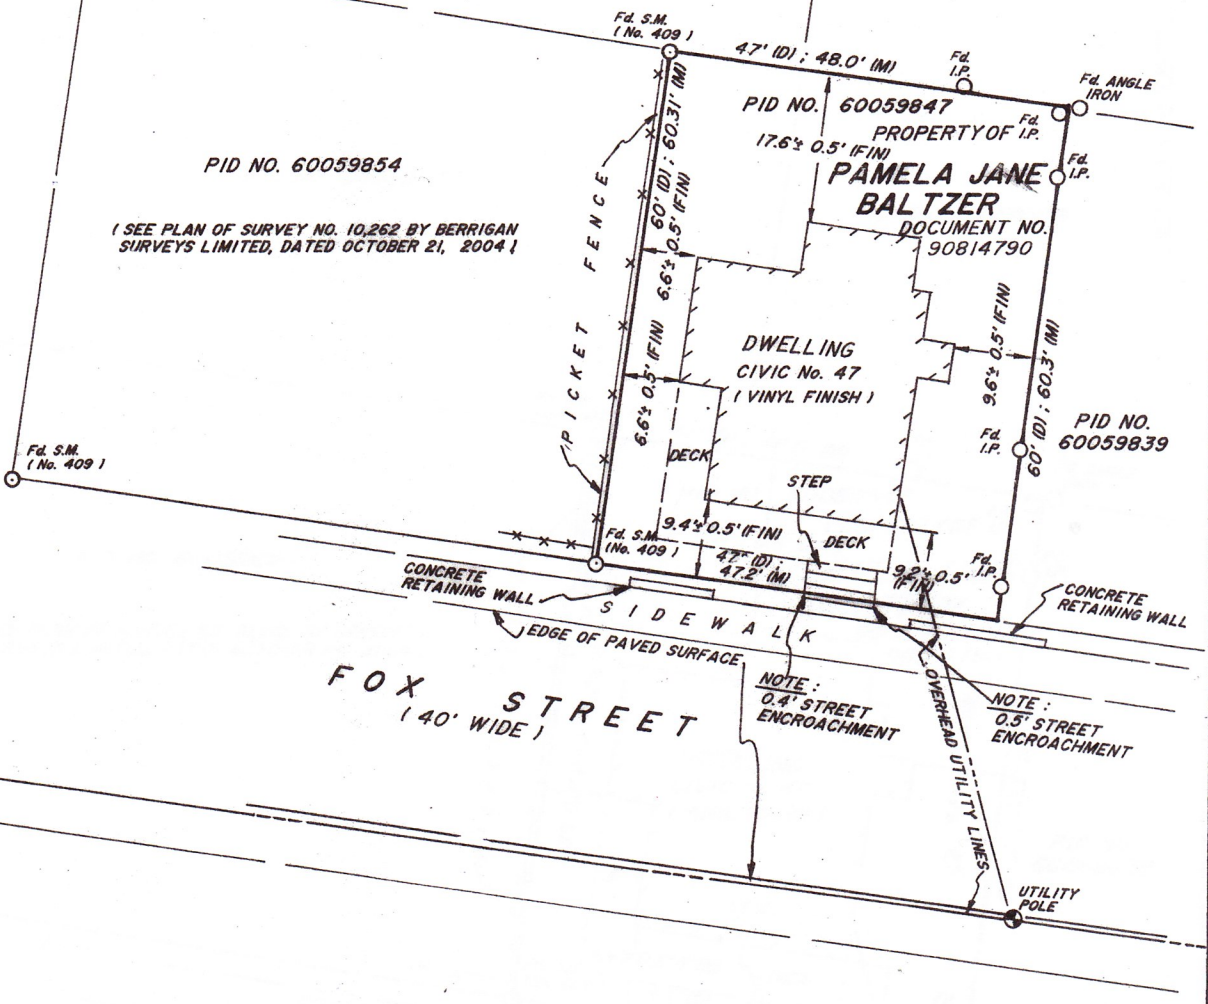 Fd. S.M.
(No. 409)
47' (D) ; 48.0' (M)
Fd.
I.P.
Fd. ANGLE
IRON
PID NO. 60059847
Fd.
I.P.
PROPERTY OF
17.6'± 0.5' (FIN)
PAMELA JANE
BALTZER
DOCUMENT NO.
90814790
Fd.
I.P.
PID NO. 60059854
(SEE PLAN OF SURVEY NO. 10,262 BY BERRIGAN
SURVEYS LIMITED, DATED OCTOBER 21, 2004)
PICKET FENCE
60' (D) ; 60.31' (M)
6.6'± 0.5' (FIN)
6.6'± 0.5' (FIN)
DWELLING
CIVIC No. 47
(VINYL FINISH)
9.6'± 0.5' (FIN)
60' (D) ; 60.3' (M)
PID NO.
60059839
Fd.
I.P.
Fd. S.M.
(No. 409)
DECK
STEP
9.4'± 0.5' (FIN)
DECK
Fd. S.M.
(No. 409)
47' (D) ;
47.2' (M)
9.2'± 0.5'
(FIN)
Fd.
I.P.
CONCRETE
RETAINING WALL
CONCRETE
RETAINING WALL
SIDEWALK
EDGE OF PAVED SURFACE
FOX STREET
(40' WIDE)
NOTE :
0.4' STREET
ENCROACHMENT
NOTE :
0.5' STREET
ENCROACHMENT
OVERHEAD UTILITY LINES
UTILITY
POLE